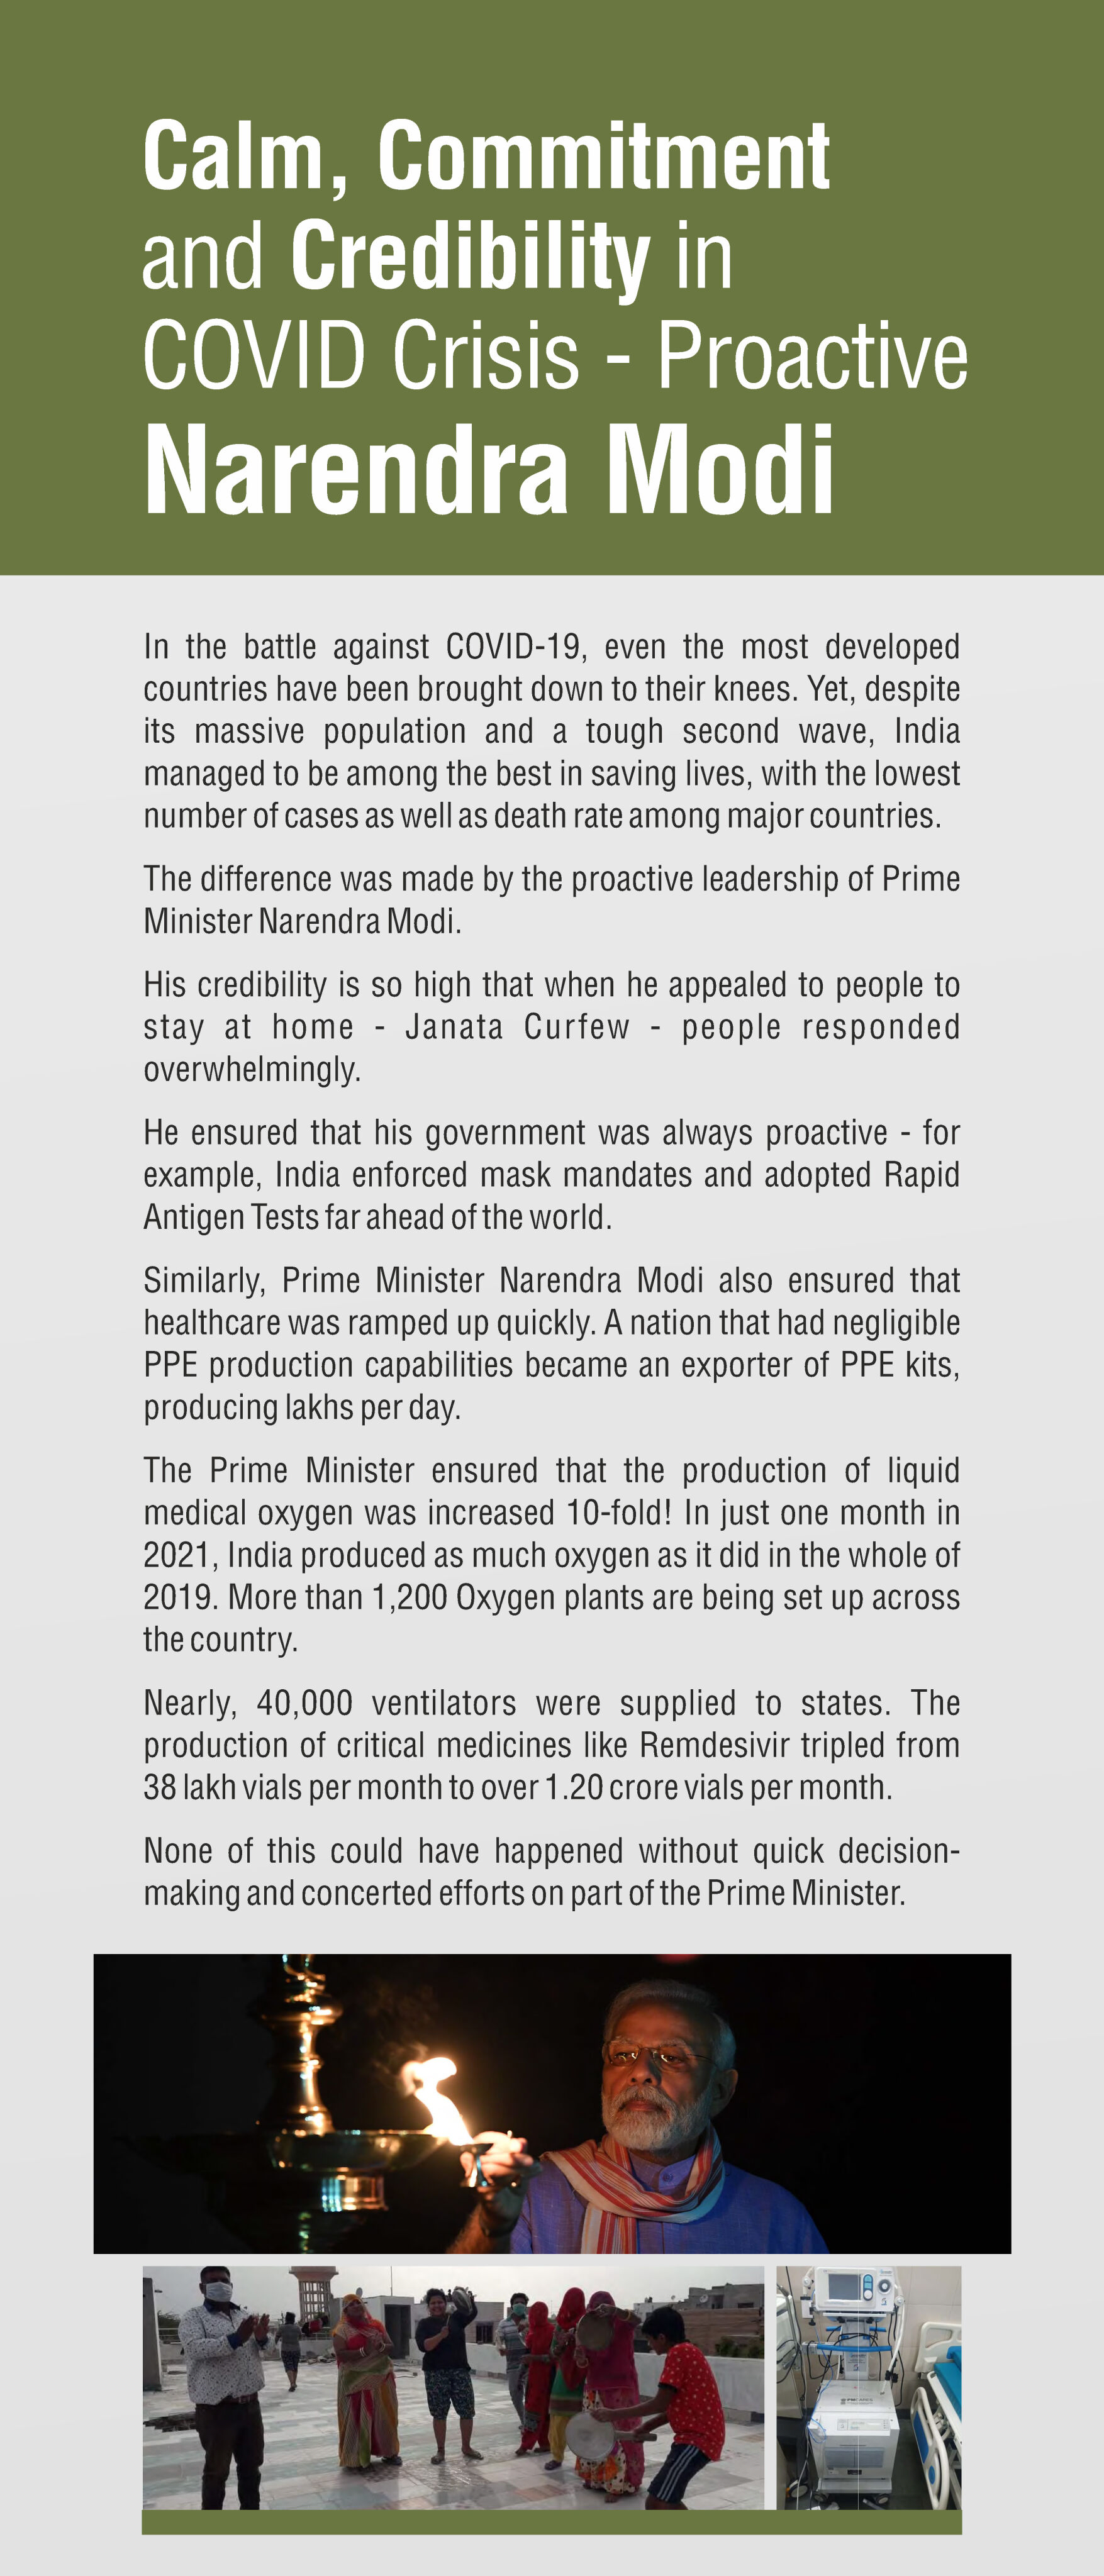 Calm, Commitment
and Credibility in
COVID Crisis - Proactive
Narendra Modi
In the battle against COVID-19, even the most developed
countries have been brought down to their knees. Yet, despite
its massive population and a tough second wave, India
managed to be among the best in saving lives, with the lowest
number of cases as well as death rate among major countries.
The difference was made by the proactive leadership of Prime
Minister Narendra Modi.
His credibility is so high that when he appealed to people to
stay at home - Janata Curfew - people responded
overwhelmingly.
He ensured that his government was always proactive - for
example, India enforced mask mandates and adopted Rapid
Antigen Tests far ahead of the world.
Similarly, Prime Minister Narendra Modi also ensured that
healthcare was ramped up quickly. A nation that had negligible
PPE production capabilities became an exporter of PPE kits,
producing lakhs per day.
The Prime Minister ensured that the production of liquid
medical oxygen was increased 10-fold! In just one month in
2021, India produced as much oxygen as it did in the whole of
2019. More than 1,200 Oxygen plants are being set up across
the country.
Nearly, 40,000 ventilators were supplied to states. The
production of critical medicines like Remdesivir tripled from
38 lakh vials per month to over 1.20 crore vials per month.
None of this could have happened without quick decision-
making and concerted efforts on part of the Prime Minister.